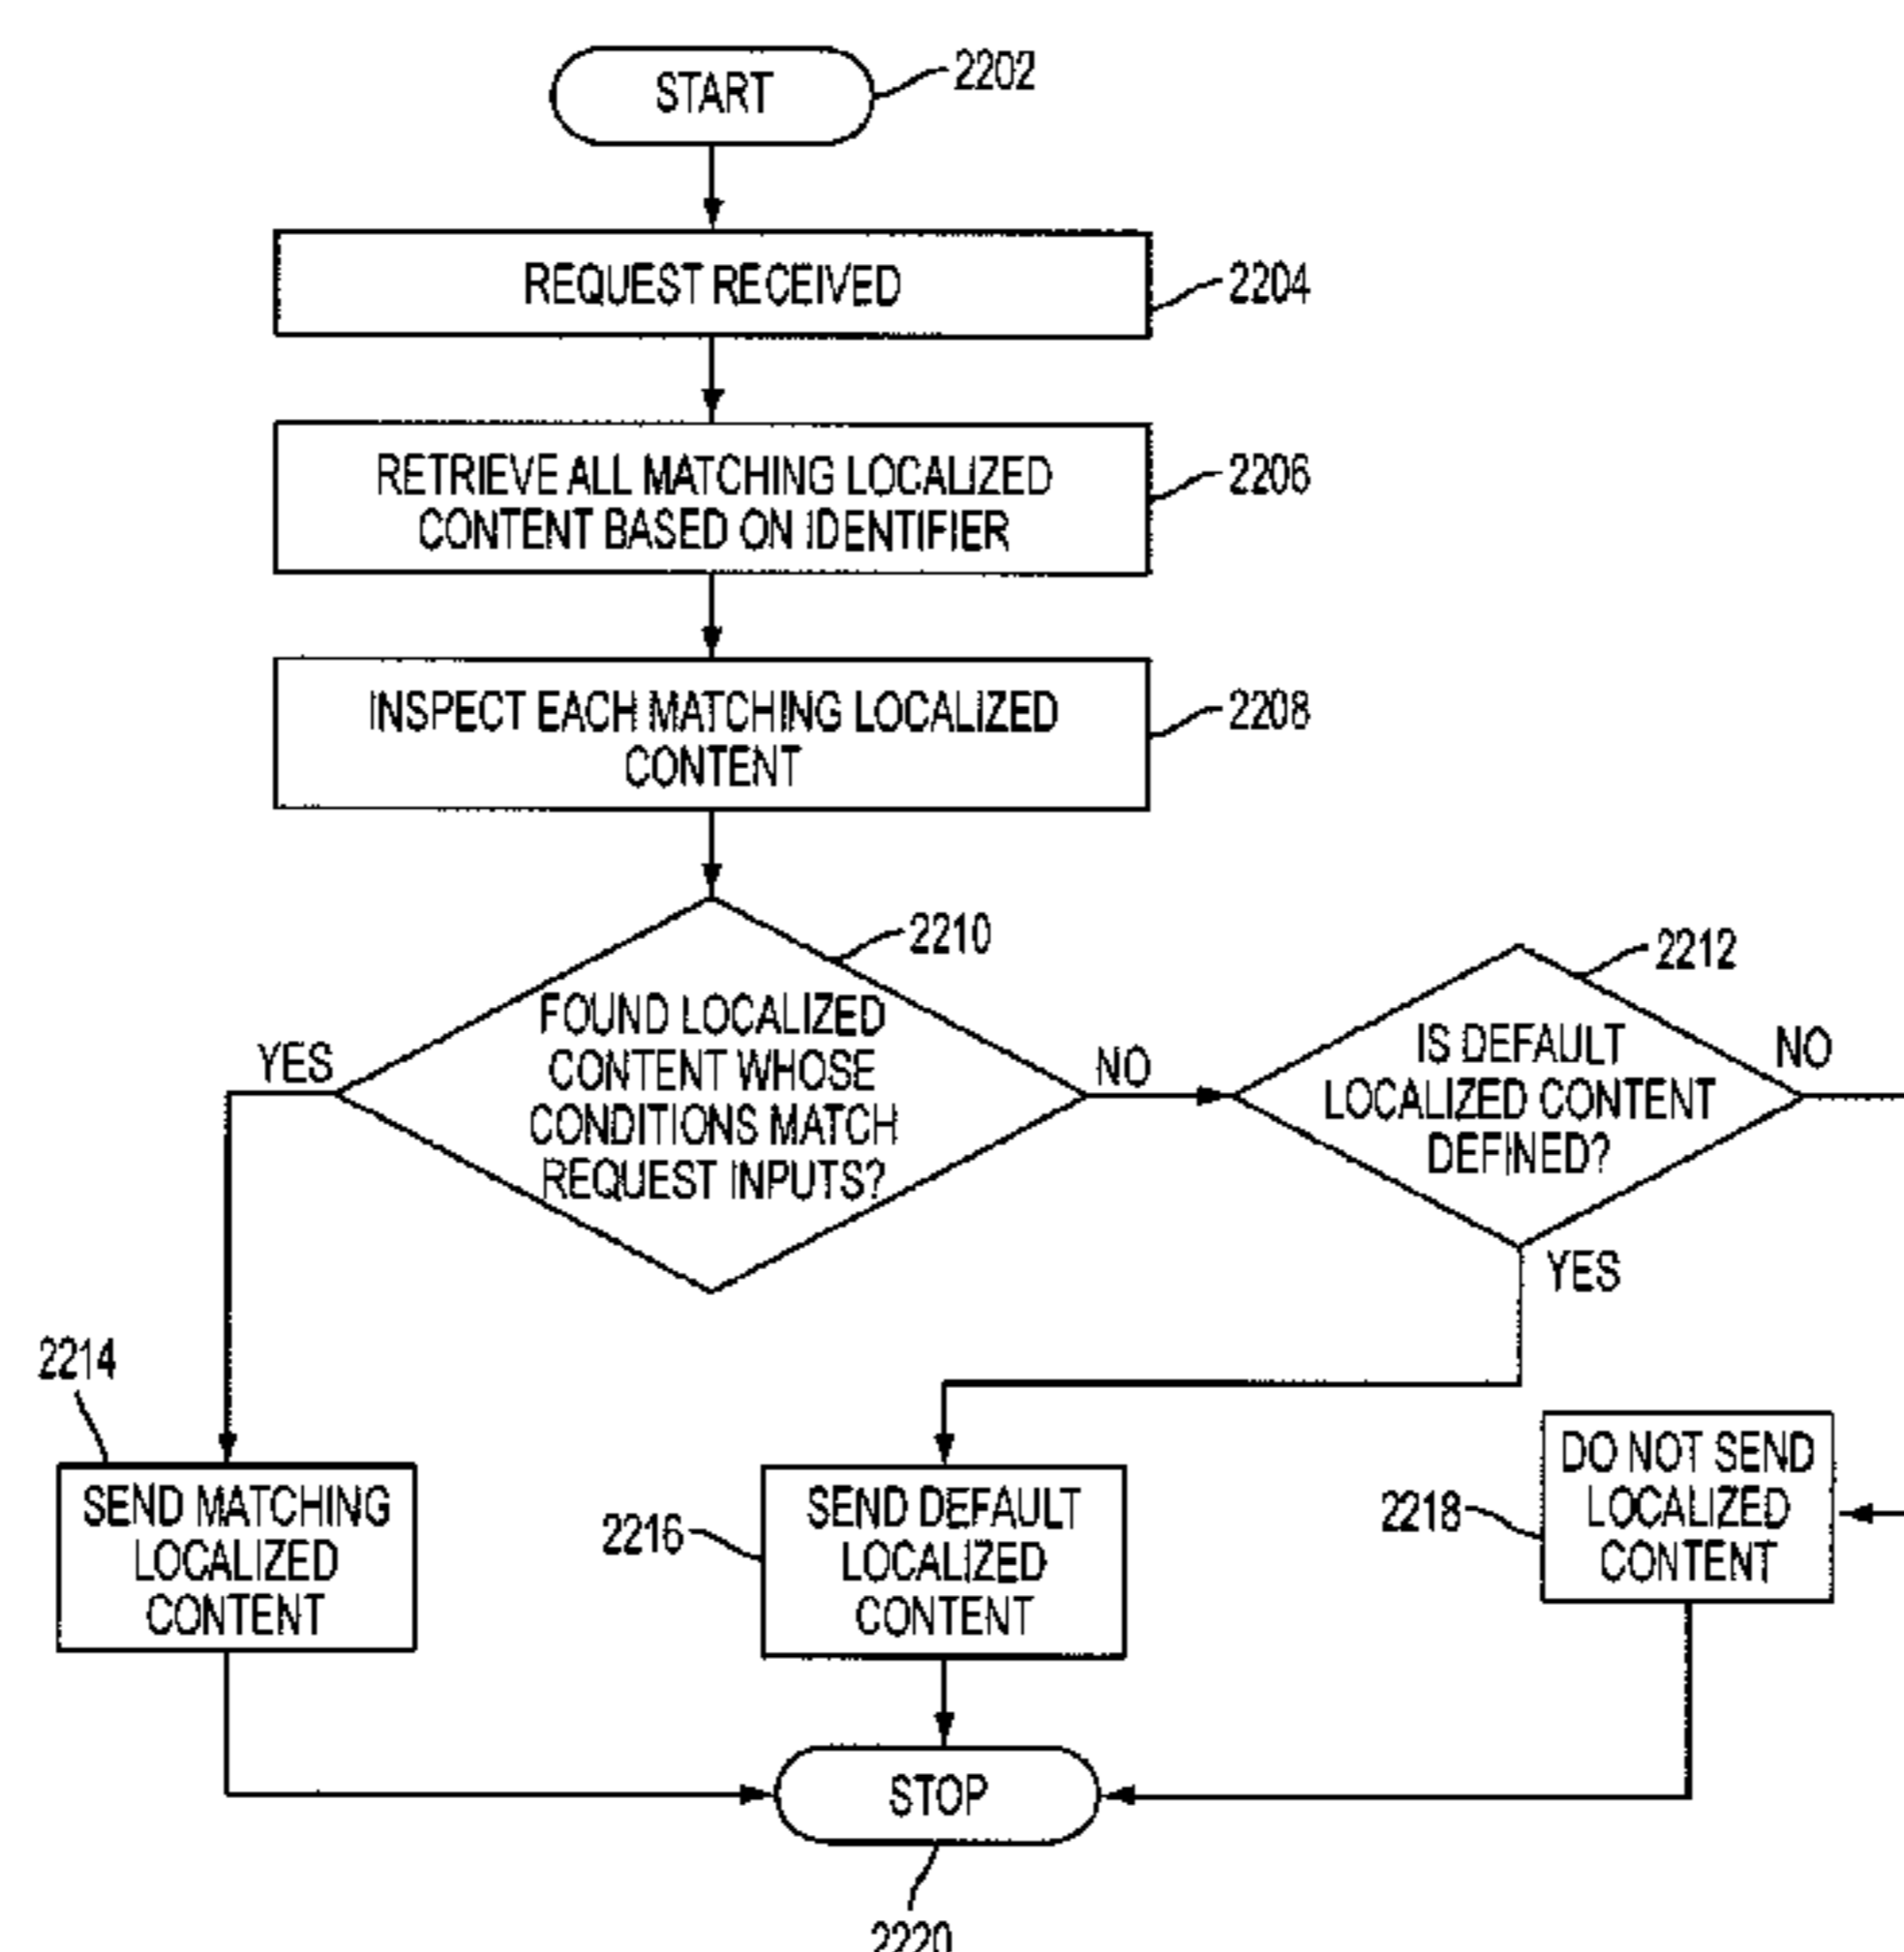 START
2202
REQUEST RECEIVED
2204
RETRIEVE ALL MATCHING LOCALIZED
CONTENT BASED ON IDENTIFIER
2206
INSPECT EACH MATCHING LOCALIZED
CONTENT
2208
2210
FOUND LOCALIZED
CONTENT WHOSE
CONDITIONS MATCH
REQUEST INPUTS?
YES
NO
2212
IS DEFAULT
LOCALIZED CONTENT
DEFINED?
NO
YES
2214
SEND MATCHING
LOCALIZED
CONTENT
2216
SEND DEFAULT
LOCALIZED
CONTENT
2218
DO NOT SEND
LOCALIZED
CONTENT
STOP
2220